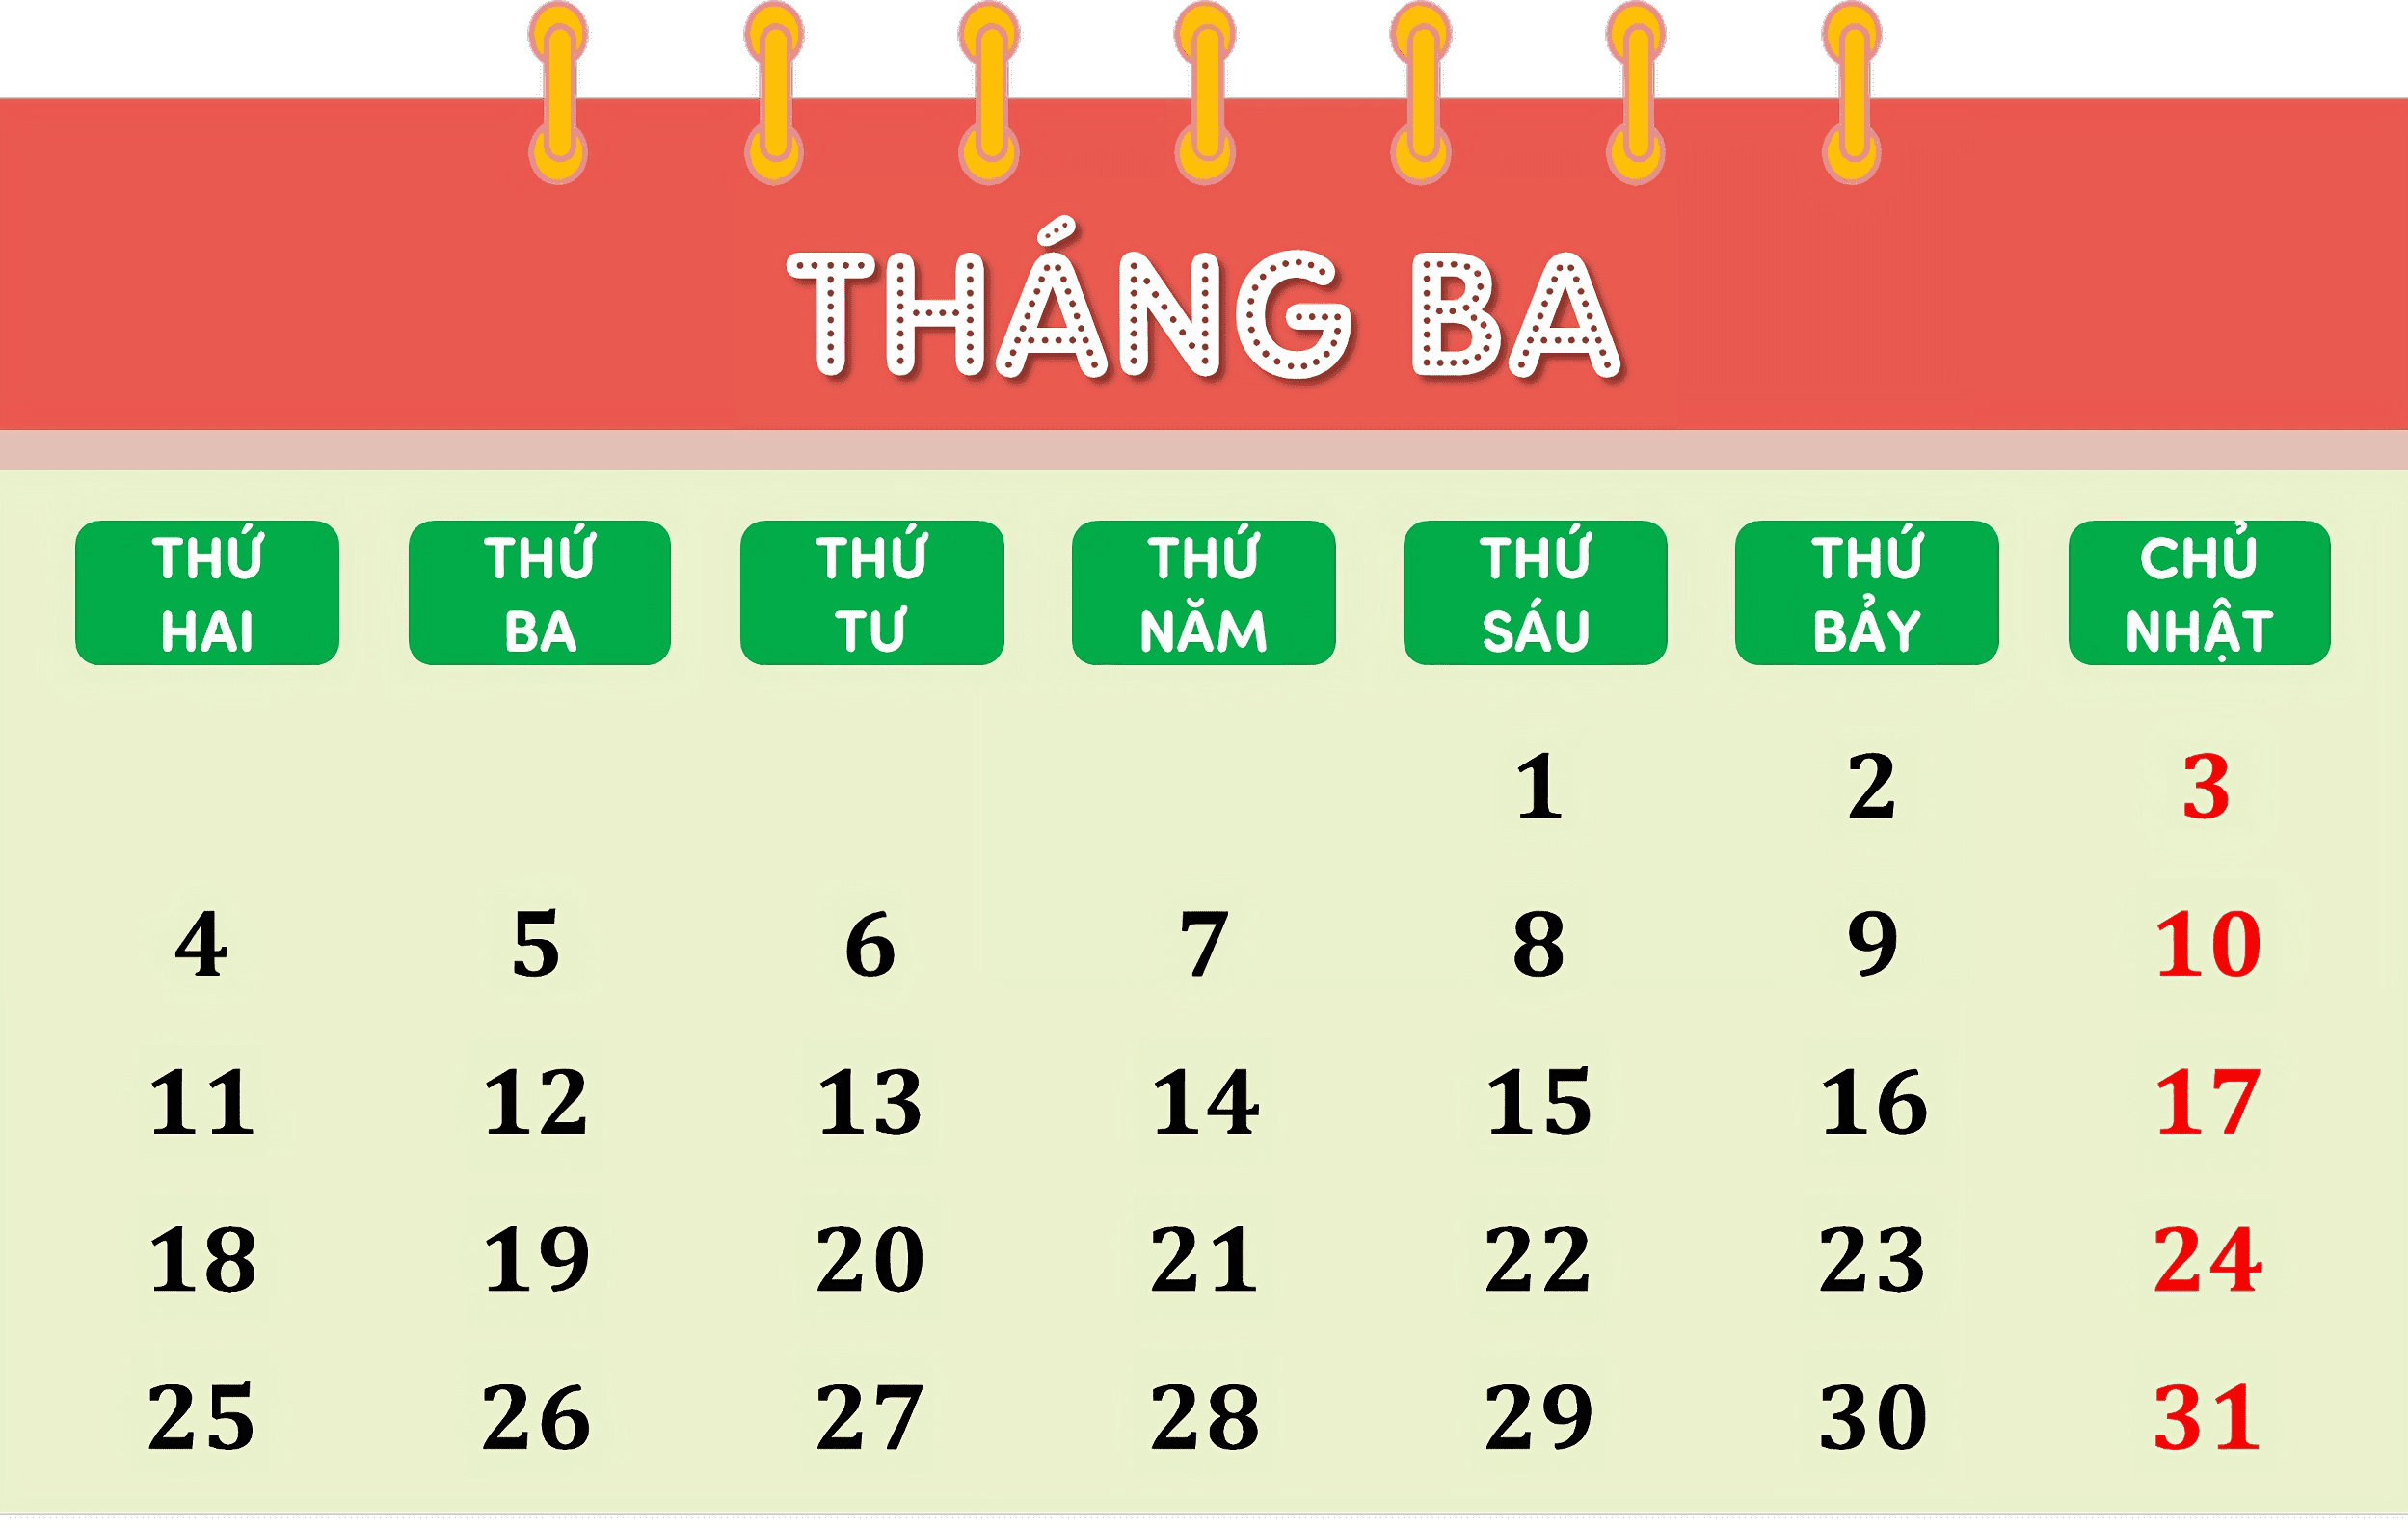 THÁNG BA
THỨ HAI THỨ BA THỨ TƯ THỨ NĂM THỨ SÁU THỨ BẢY CHỦ NHẬT
1 2 3
4 5 6 7 8 9 10
11 12 13 14 15 16 17
18 19 20 21 22 23 24
25 26 27 28 29 30 31